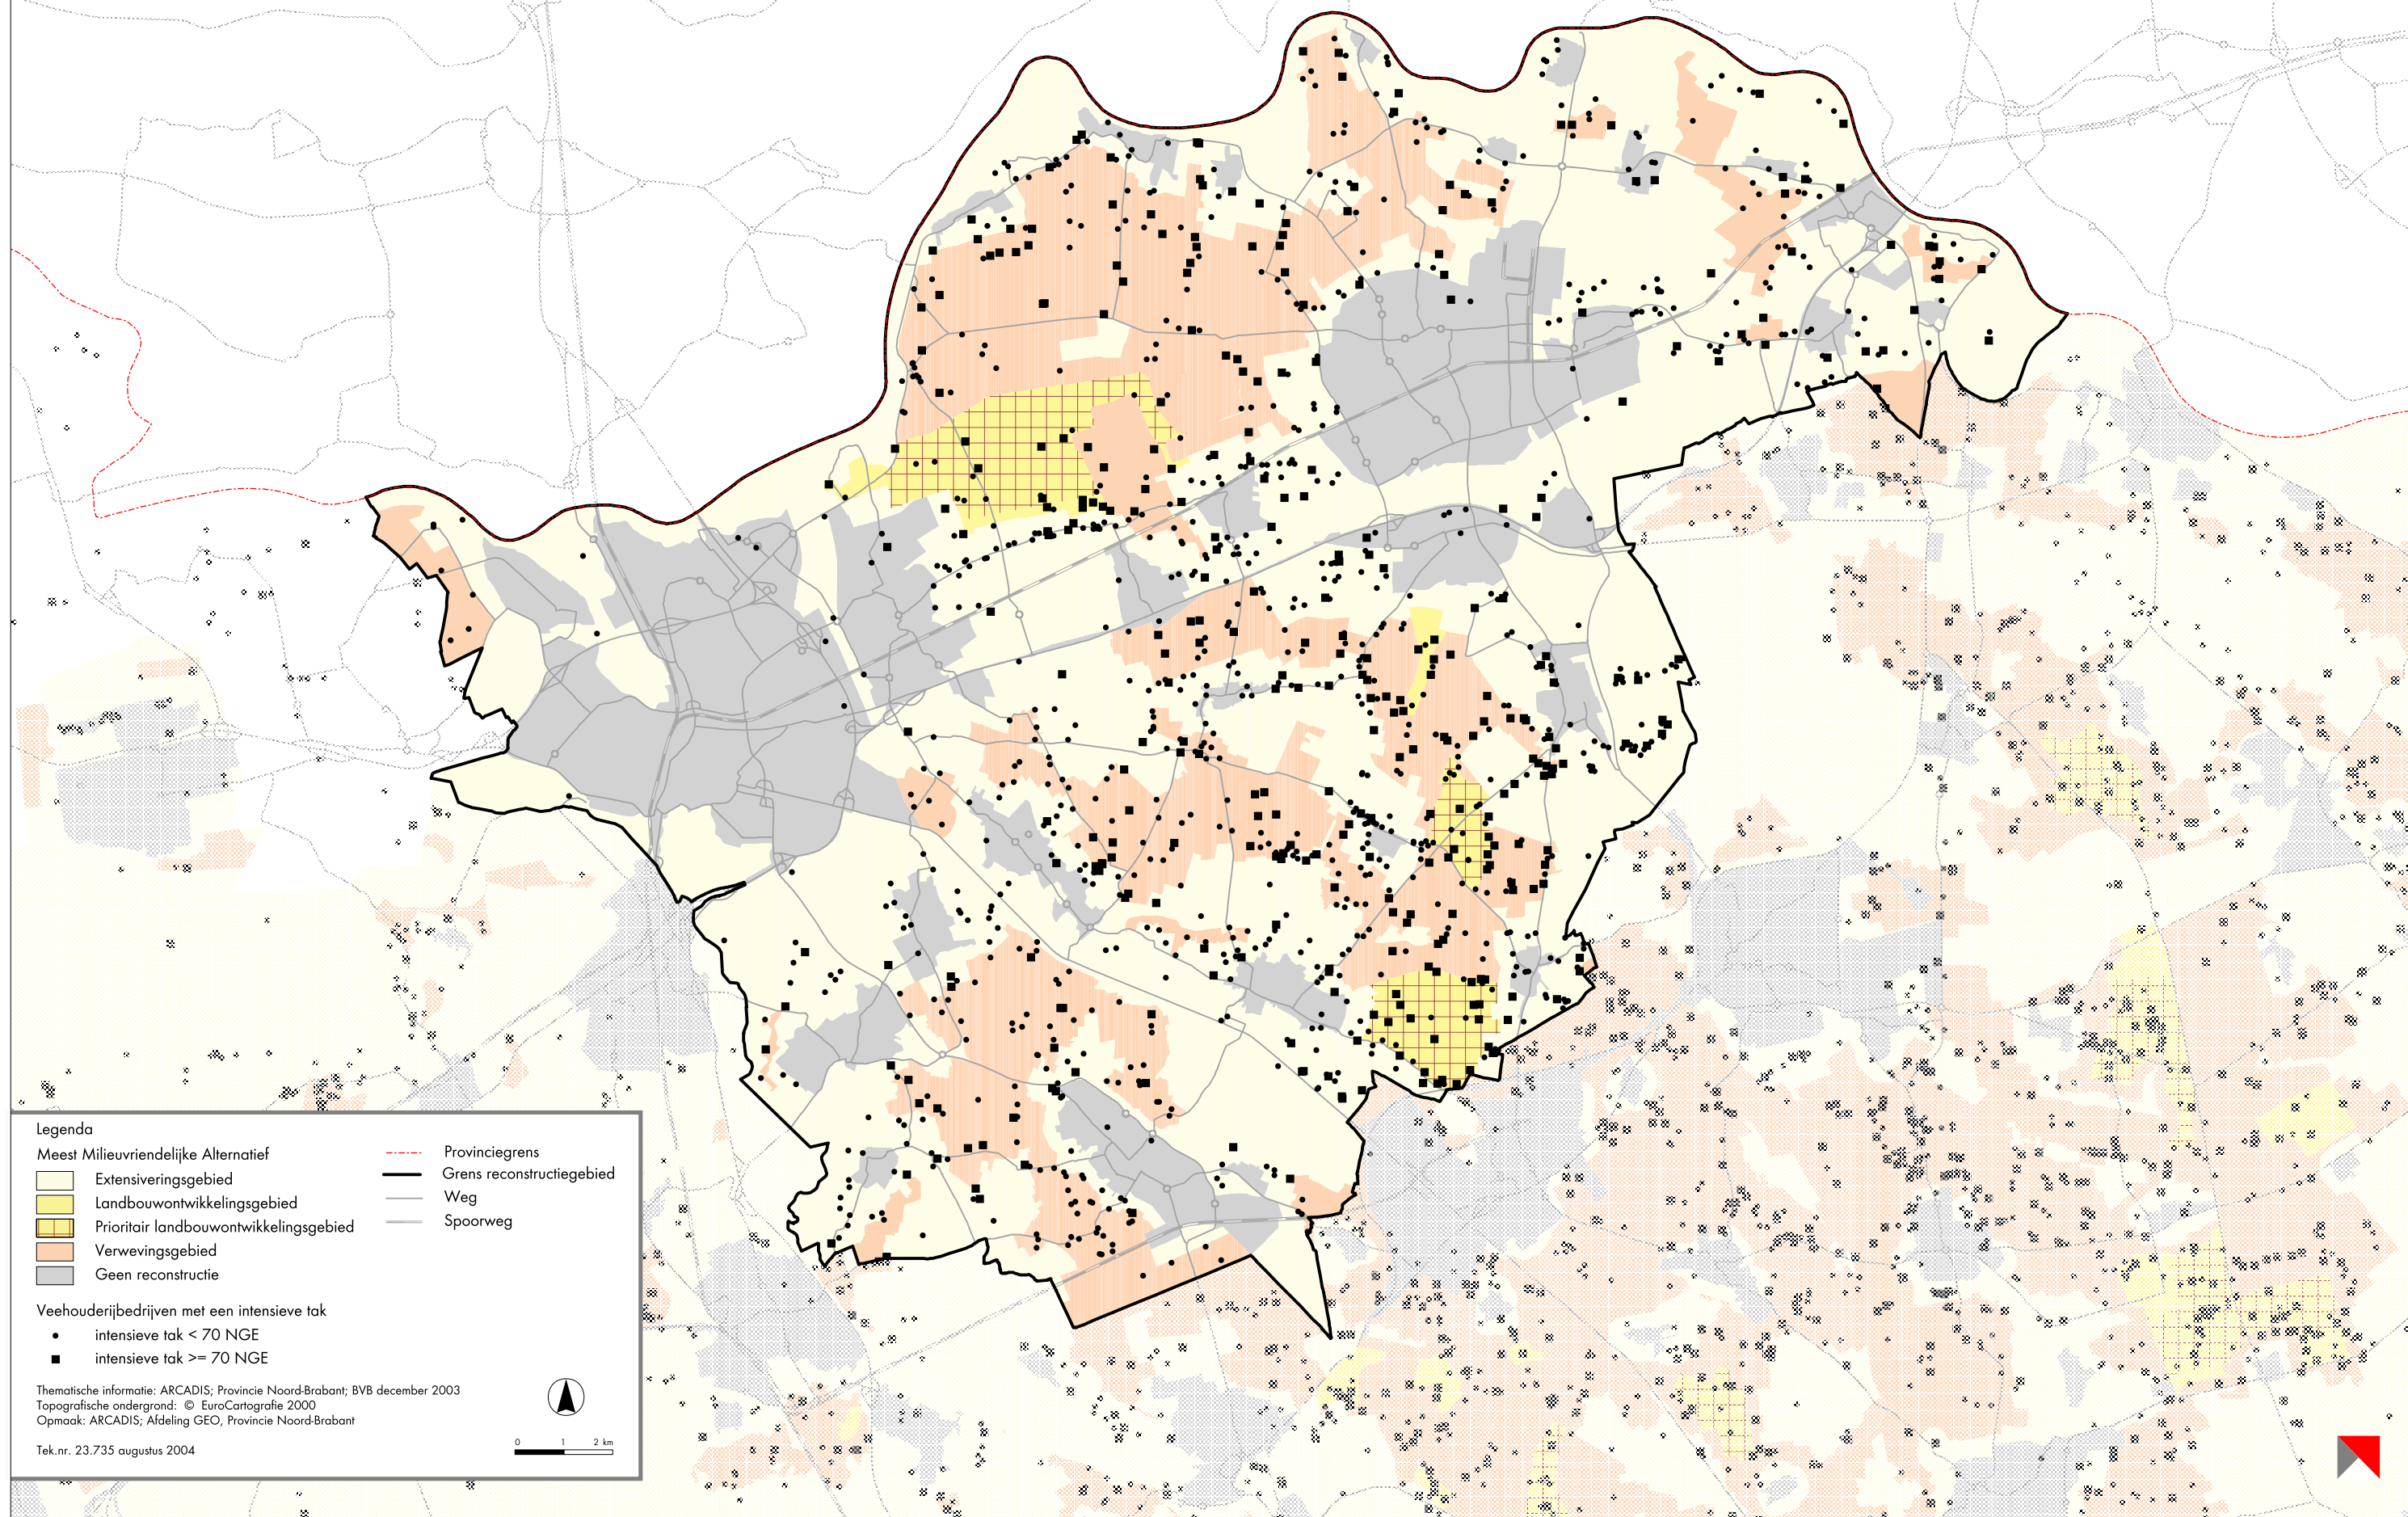 Legenda
Meest Milieuvriendelijke Alternatief
Extensiveringsgebied
Landbouwontwikkelingsgebied
Prioritair landbouwontwikkelingsgebied
Verwevingsgebied
Geen reconstructie
Provinciegrens
Grens reconstructiegebied
Weg
Spoorweg
Veehouderijbedrijven met een intensieve tak
intensieve tak < 70 NGE
intensieve tak >= 70 NGE
Thematische informatie: ARCADIS; Provincie Noord-Brabant; BVB december 2003
Topografische ondergrond: © EuroCartografie 2000
Opmaak: ARCADIS; Afdeling GEO, Provincie Noord-Brabant
Tek.nr. 23.735 augustus 2004
0 1 2 km